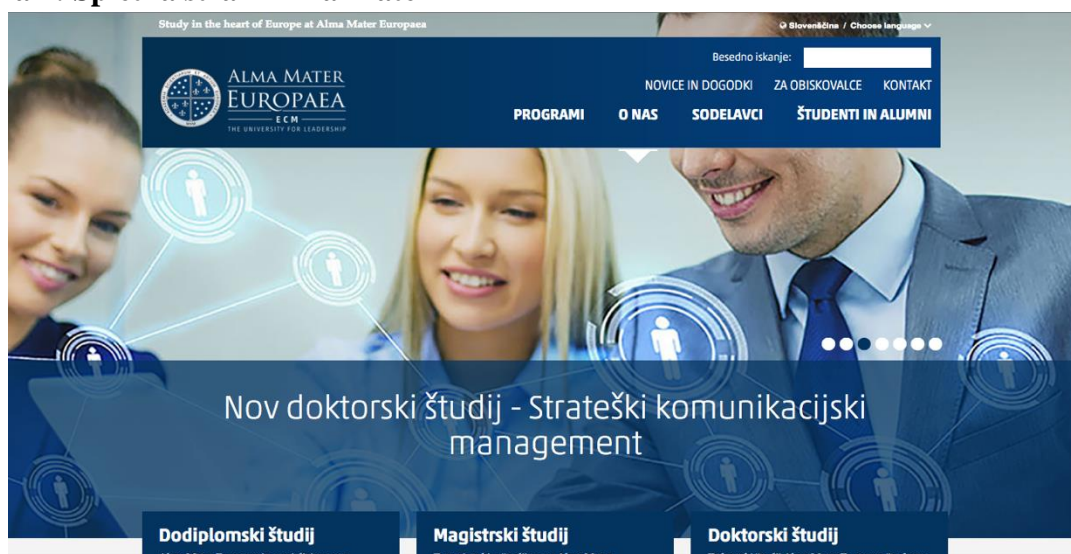 Study in the heart of Europe at Alma Mater Europaea
Slovenščina / Choose language
Besedno iskanje:
ALMA MATER
EUROPAEA
ECM
THE UNIVERSITY FOR LEADERSHIP
NOVICE IN DOGODKI ZA OBISKOVALCE KONTAKT
PROGRAMI O NAS SODELAVCI ŠTUDENTI IN ALUMNI
Nov doktorski študij - Strateški komunikacijski
management
Dodiplomski študij Magistrski študij Doktorski študij